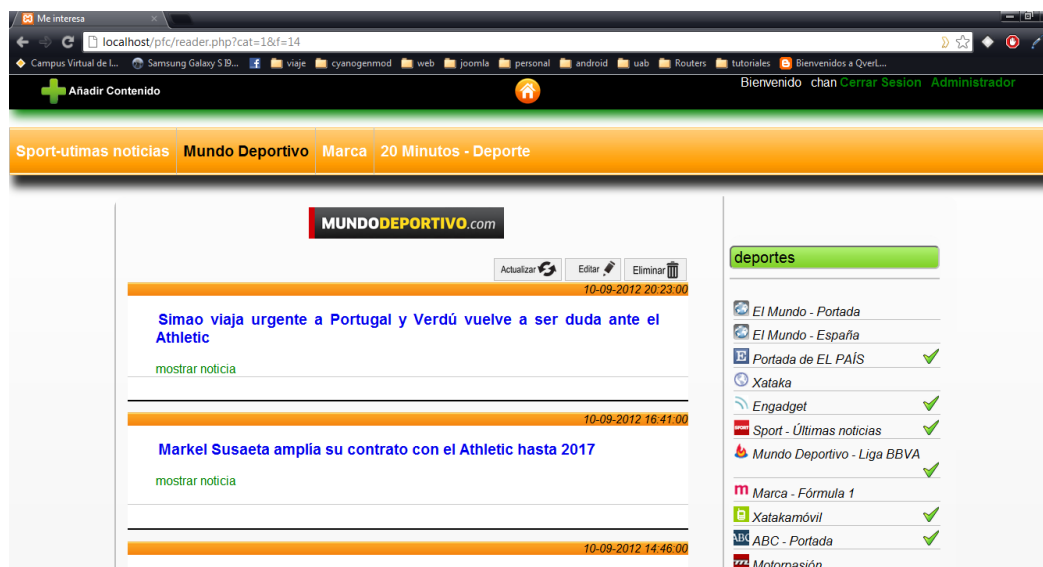 Me interesa
localhost/pfc/reader.php?cat=1&f=14
Campus Virtual de l... Samsung Galaxy S I9... viaje cyanogenmod web joomla personal android uab Routers tutoriales Bienvenidos a QverL...
Añadir Contenido Bienvenido chan Cerrar Sesion Administrador
Sport-utimas noticias Mundo Deportivo Marca 20 Minutos - Deporte
MUNDODEPORTIVO.com
Actualizar Editar Eliminar
10-09-2012 20:23:00
Simao viaja urgente a Portugal y Verdú vuelve a ser duda ante el
Athletic
mostrar noticia
10-09-2012 16:41:00
Markel Susaeta amplía su contrato con el Athletic hasta 2017
mostrar noticia
10-09-2012 14:46:00
deportes
El Mundo - Portada
El Mundo - España
E Portada de EL PAÍS
Xataka
Engadget
SPORT Sport - Últimas noticias
Mundo Deportivo - Liga BBVA
m Marca - Fórmula 1
Xatakamóvil
ABC ABC - Portada
Motorpasión